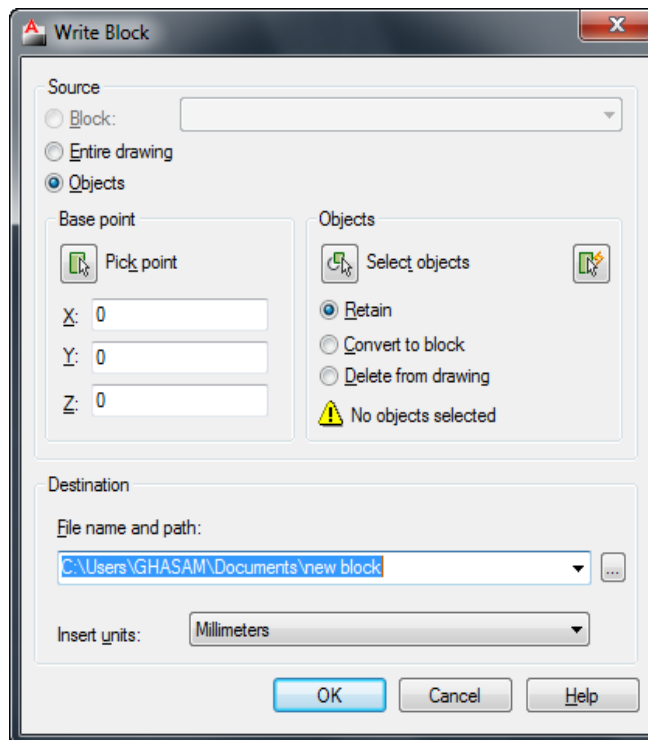 Write Block
Source
Block:
Entire drawing
Objects
Base point
Pick point
X: 0
Y: 0
Z: 0
Objects
Select objects
Retain
Convert to block
Delete from drawing
No objects selected
Destination
File name and path:
C:\Users\GHASAM\Documents\new block
...
Insert units: Millimeters
OK Cancel Help